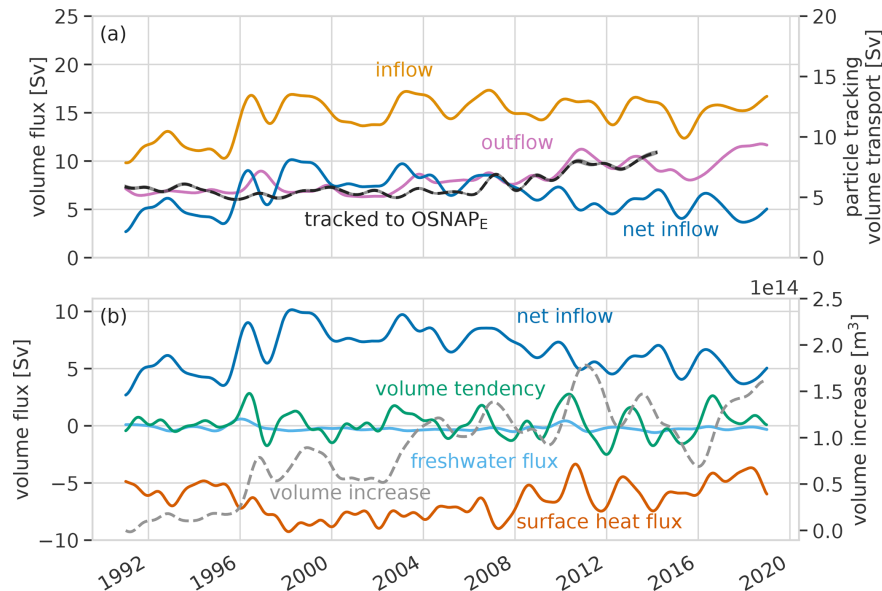 25
20
15
10
5
0
volume flux [Sv]
(a)
inflow
outflow
tracked to OSNAP_E
net inflow
20
15
10
5
0
particle tracking
volume transport [Sv]
1e14
10
5
0
−5
−10
volume flux [Sv]
(b)
net inflow
volume tendency
freshwater flux
volume increase
surface heat flux
2.5
2.0
1.5
1.0
0.5
0.0
volume increase [m³]
1992
1996
2000
2004
2008
2012
2016
2020